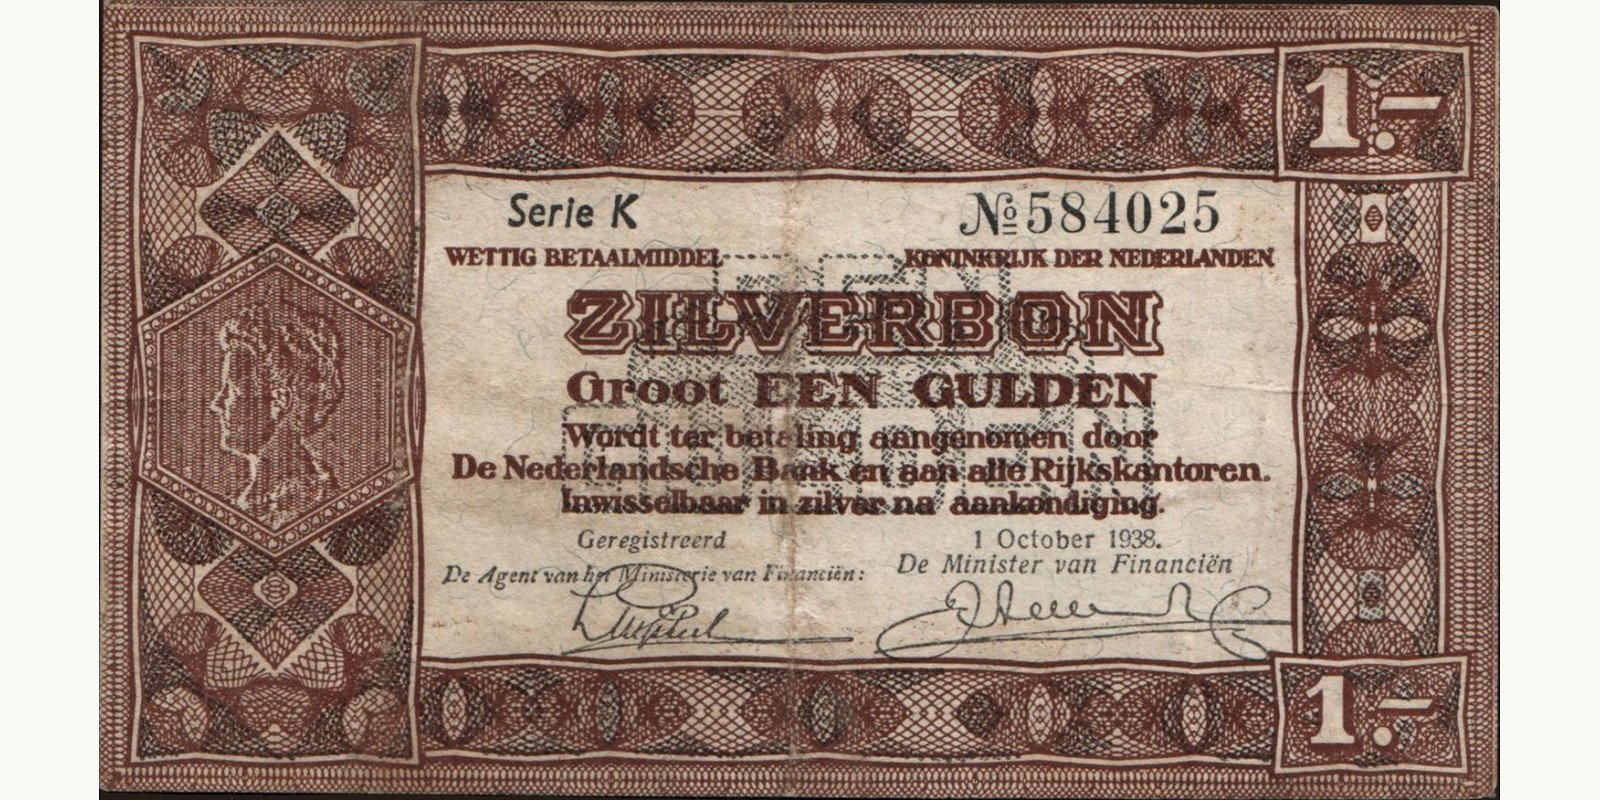 1.-
Serie K
№ 584025
WETTIG BETAALMIDDEL
KONINKRIJK DER NEDERLANDEN
ZILVERBON
Groot EEN GULDEN
Wordt ter betaling aangenomen door
De Nederlandsche Bank en aan alle Rijkskantoren.
Inwisselbaar in zilver na aankondiging.
Geregistreerd
1 October 1938.
De Agent van het Ministerie van Financiën:
De Minister van Financiën
1.-